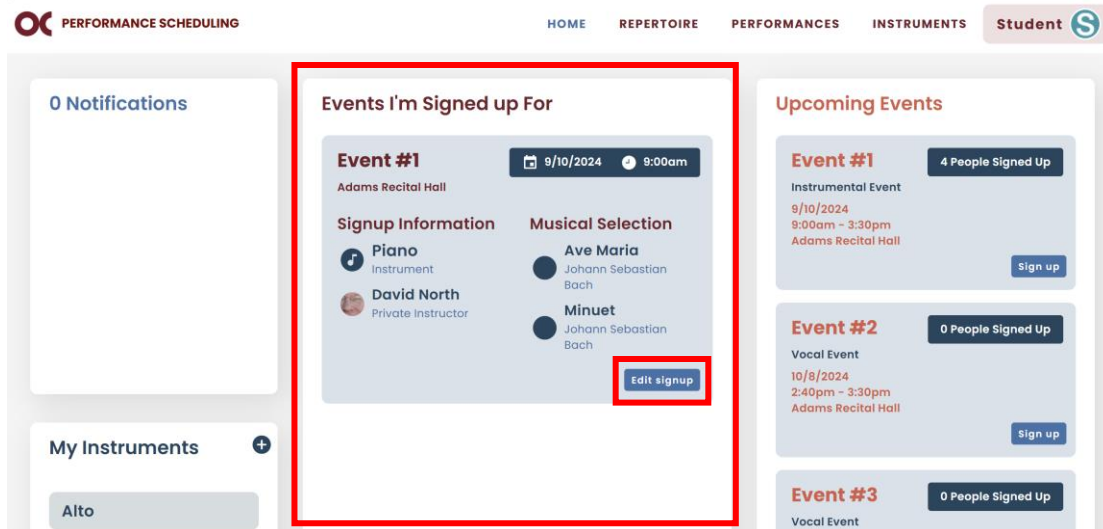 OC PERFORMANCE SCHEDULING
HOME REPERTOIRE PERFORMANCES INSTRUMENTS Student S
0 Notifications
My Instruments
Alto
Events I'm Signed up For
Event #1
9/10/2024 9:00am
Adams Recital Hall
Signup Information
Piano
Instrument
David North
Private Instructor
Musical Selection
Ave Maria
Johann Sebastian
Bach
Minuet
Johann Sebastian
Bach
Edit signup
Upcoming Events
Event #1
4 People Signed Up
Instrumental Event
9/10/2024
9:00am - 3:30pm
Adams Recital Hall
Sign up
Event #2
0 People Signed Up
Vocal Event
10/8/2024
2:40pm - 3:30pm
Adams Recital Hall
Sign up
Event #3
0 People Signed Up
Vocal Event